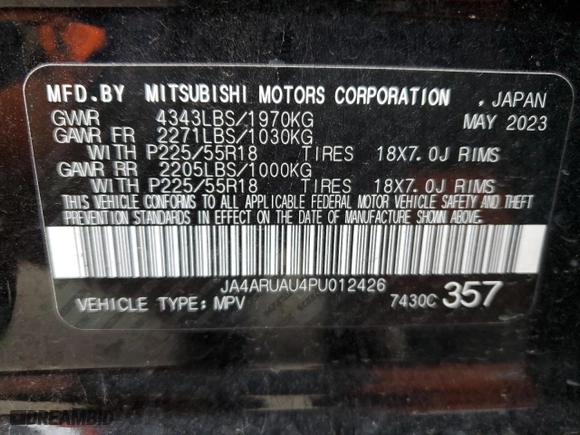 MFD.BY MITSUBISHI MOTORS CORPORATION , JAPAN
GVWR 4343LBS/1970KG MAY 2023
GAWR FR 2271LBS/1030KG
WITH P225/55R18 TIRES 18X7.0J RIMS
GAWR RR 2205LBS/1000KG
WITH P225/55R18 TIRES 18X7.0J RIMS
THIS VEHICLE CONFORMS TO ALL APPLICABLE FEDERAL MOTOR VEHICLE SAFETY AND THEFT
PREVENTION STANDARDS IN EFFECT ON THE DATE OF MANUFACTURE SHOWN ABOVE.
JA4ARUAU4PU012426
VEHICLE TYPE: MPV 7430C 357
DREAMBID